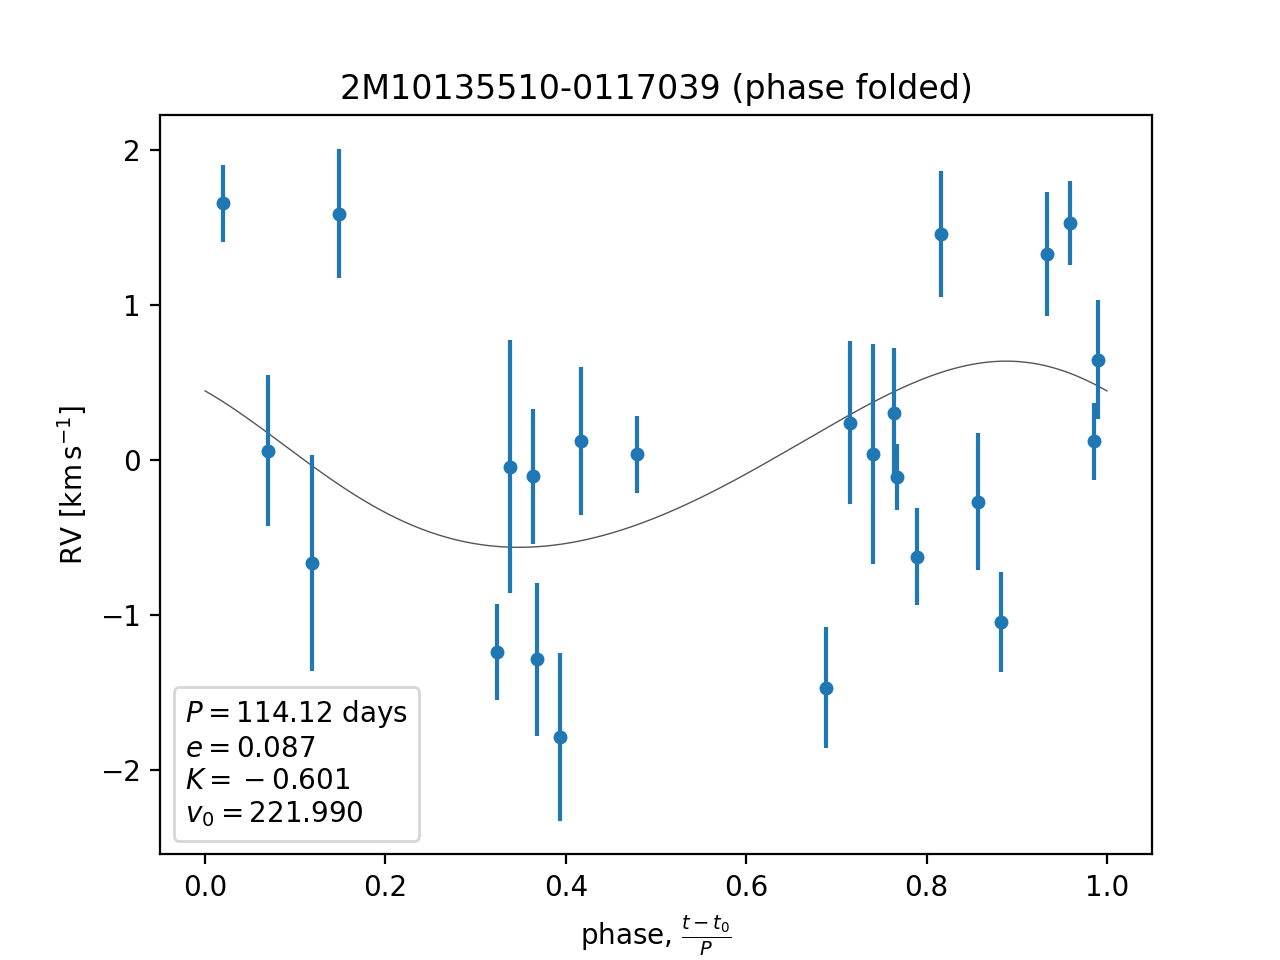 2M10135510-0117039 (phase folded)
RV [km s⁻¹]
2
1
0
−1
−2
P = 114.12 days
e = 0.087
K = −0.601
v₀ = 221.990
0.0 0.2 0.4 0.6 0.8 1.0
phase, (t − t₀)/P